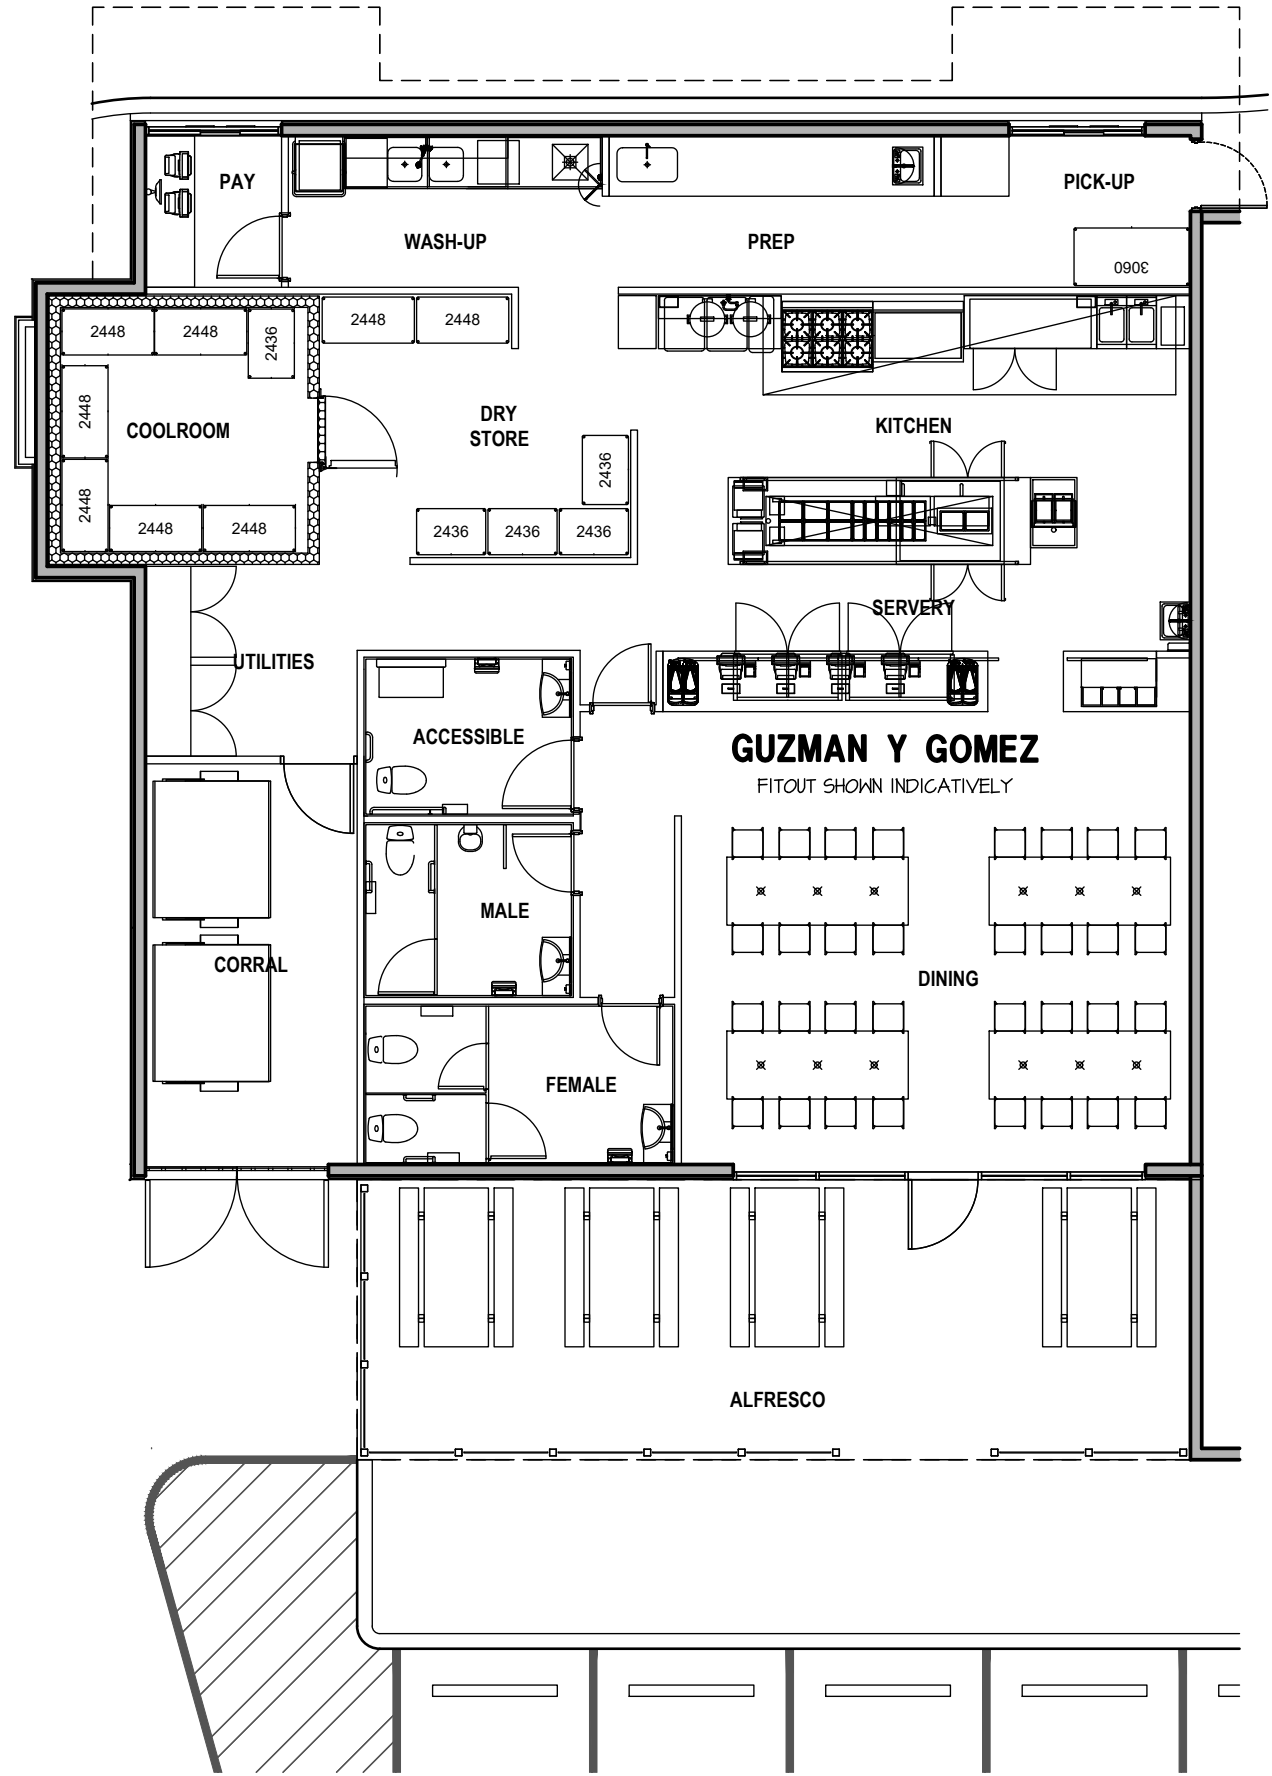 PAY
PICK-UP
WASH-UP
PREP
3060
2448
2448
2436
2448
2448
2448
COOLROOM
DRY
STORE
KITCHEN
2436
2448
2448
2448
2436
2436
2436
SERVERY
UTILITIES
ACCESSIBLE
GUZMAN Y GOMEZ
FITOUT SHOWN INDICATIVELY
MALE
CORRAL
DINING
FEMALE
ALFRESCO